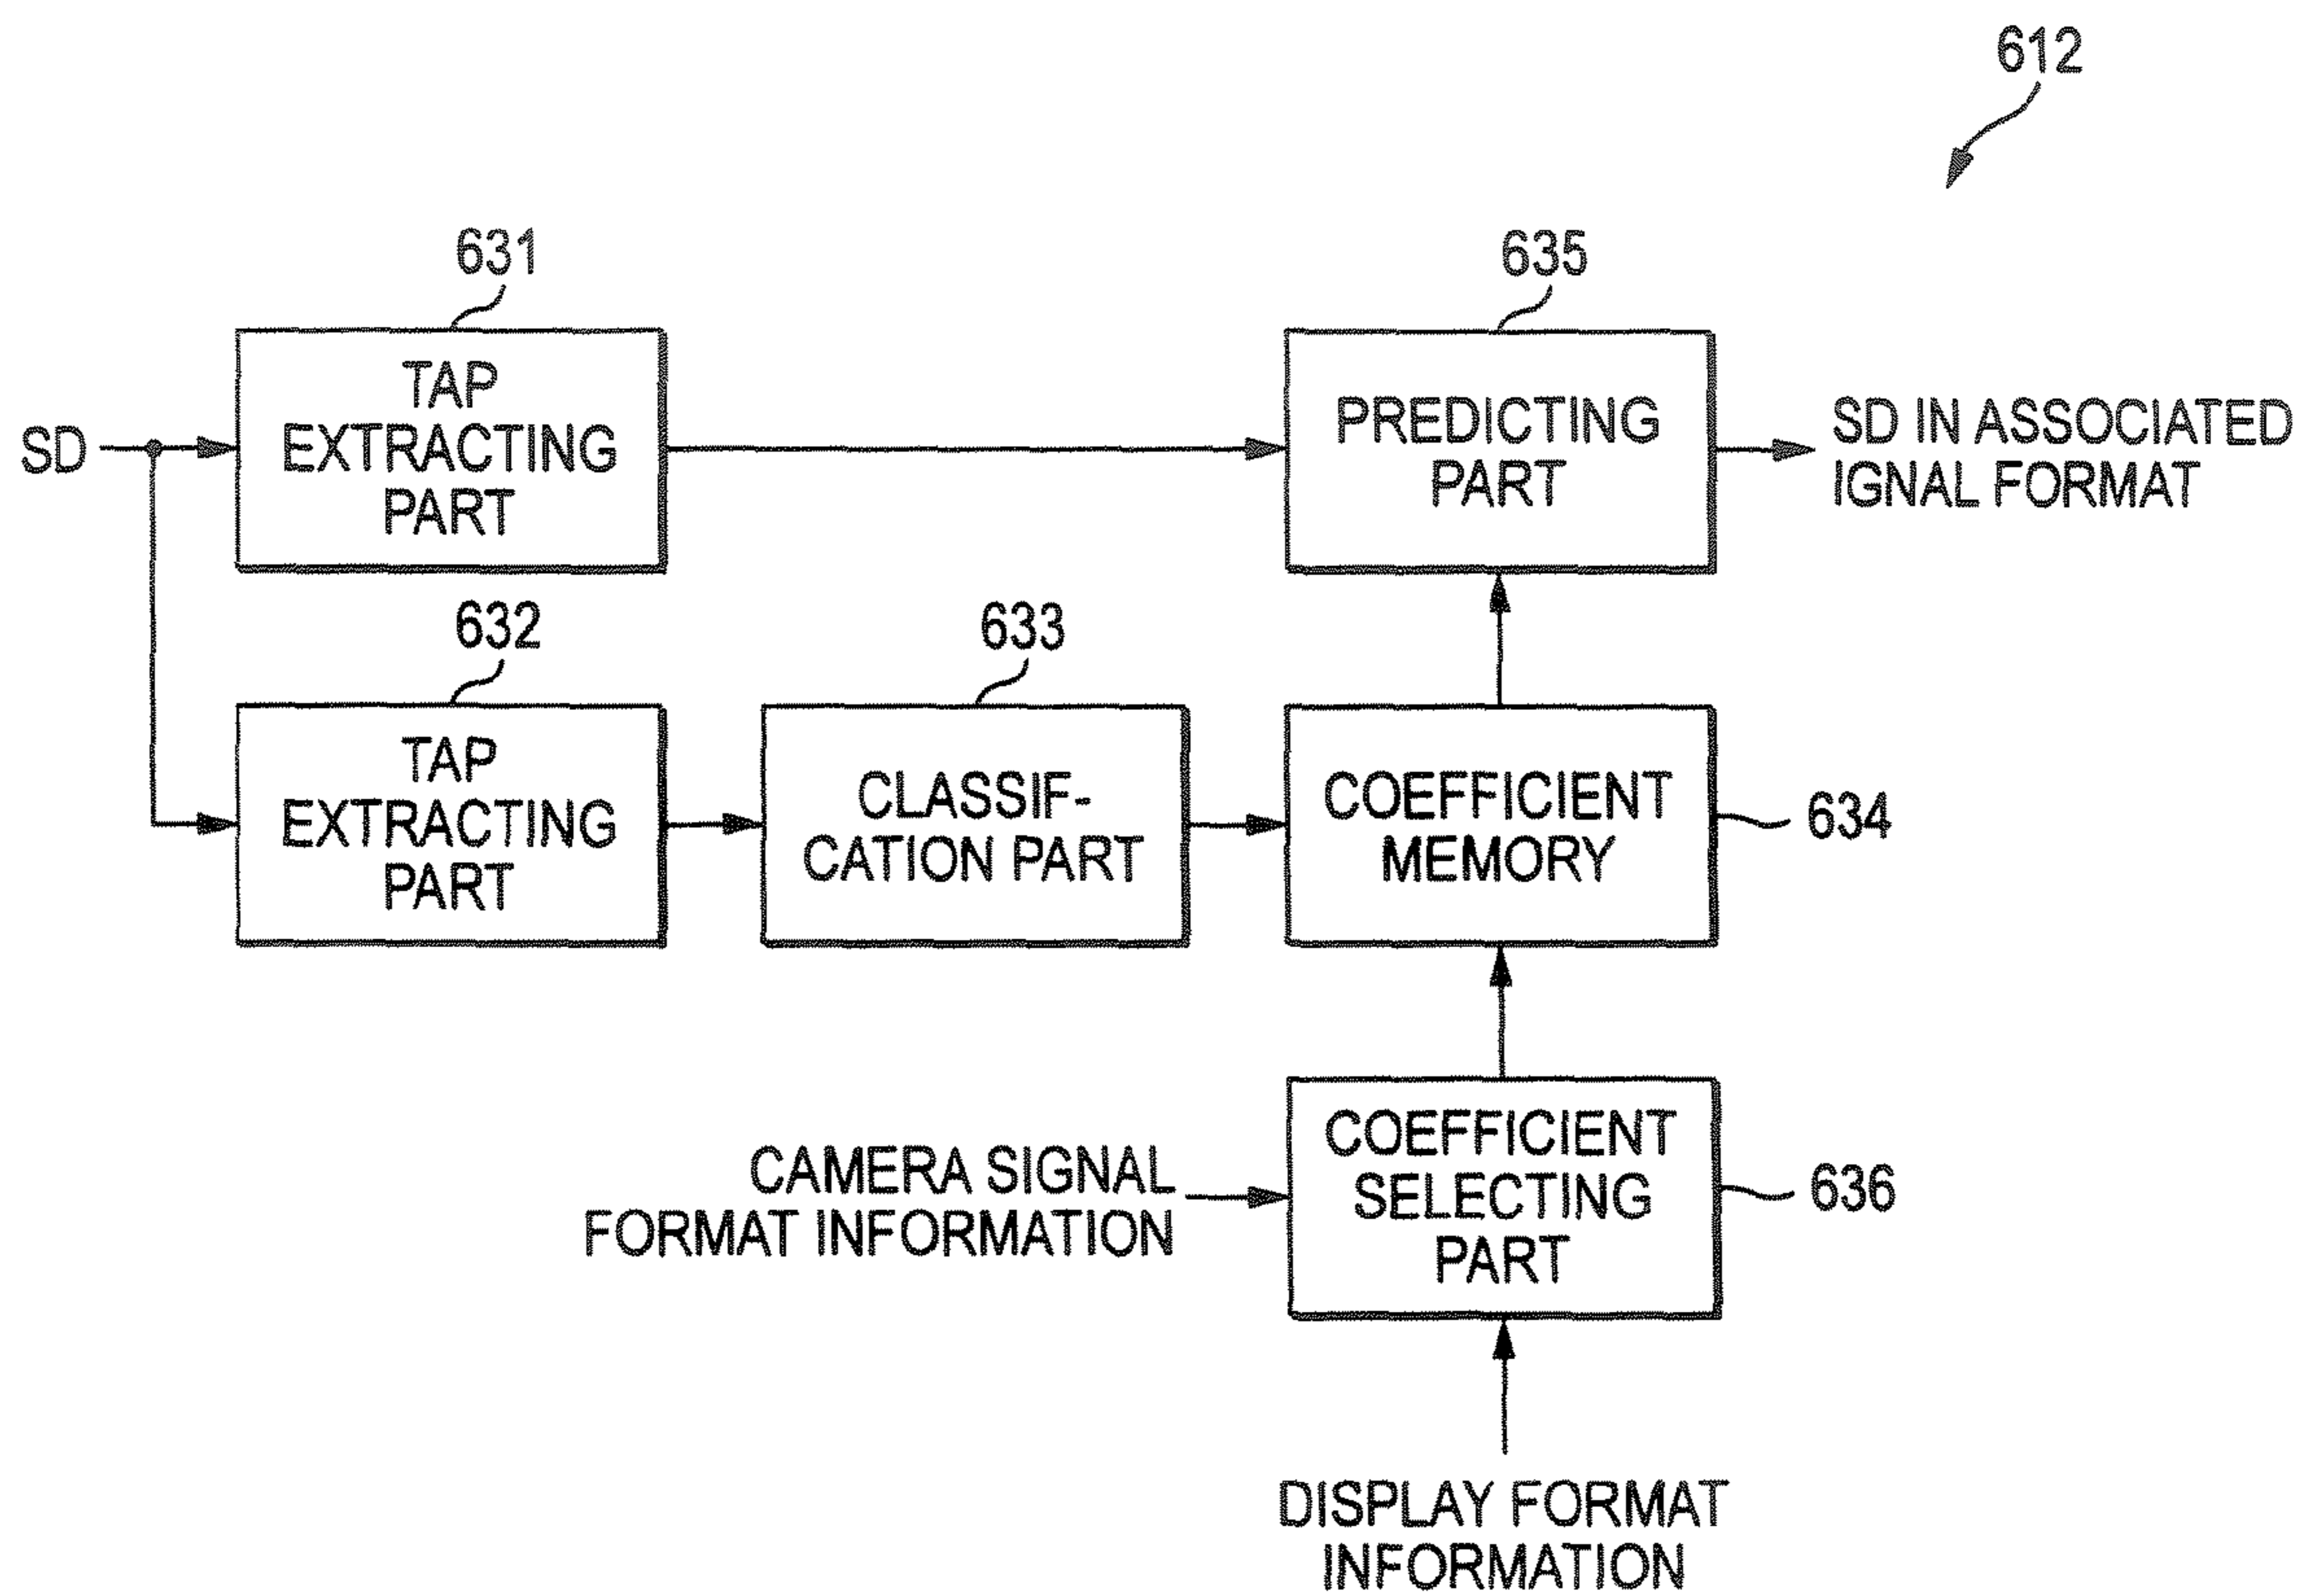 612
631
TAP
EXTRACTING
PART
635
PREDICTING
PART
SD
SD IN ASSOCIATED
IGNAL FORMAT
632
TAP
EXTRACTING
PART
633
CLASSIF-
CATION PART
COEFFICIENT
MEMORY
634
CAMERA SIGNAL
FORMAT INFORMATION
COEFFICIENT
SELECTING
PART
636
DISPLAY FORMAT
INFORMATION